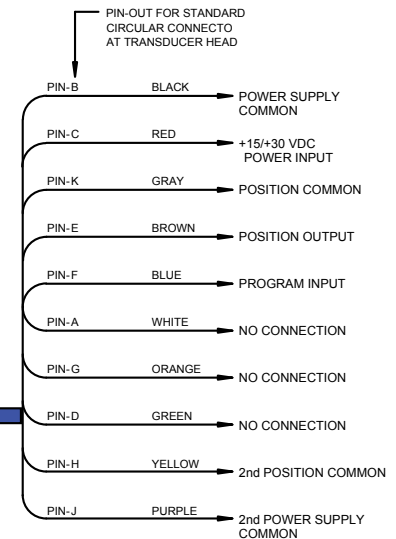 PIN-OUT FOR STANDARD
CIRCULAR CONNECTO
AT TRANSDUCER HEAD
PIN-B BLACK POWER SUPPLY
COMMON
PIN-C RED +15/+30 VDC
POWER INPUT
PIN-K GRAY POSITION COMMON
PIN-E BROWN POSITION OUTPUT
PIN-F BLUE PROGRAM INPUT
PIN-A WHITE NO CONNECTION
PIN-G ORANGE NO CONNECTION
PIN-D GREEN NO CONNECTION
PIN-H YELLOW 2nd POSITION COMMON
PIN-J PURPLE 2nd POWER SUPPLY
COMMON